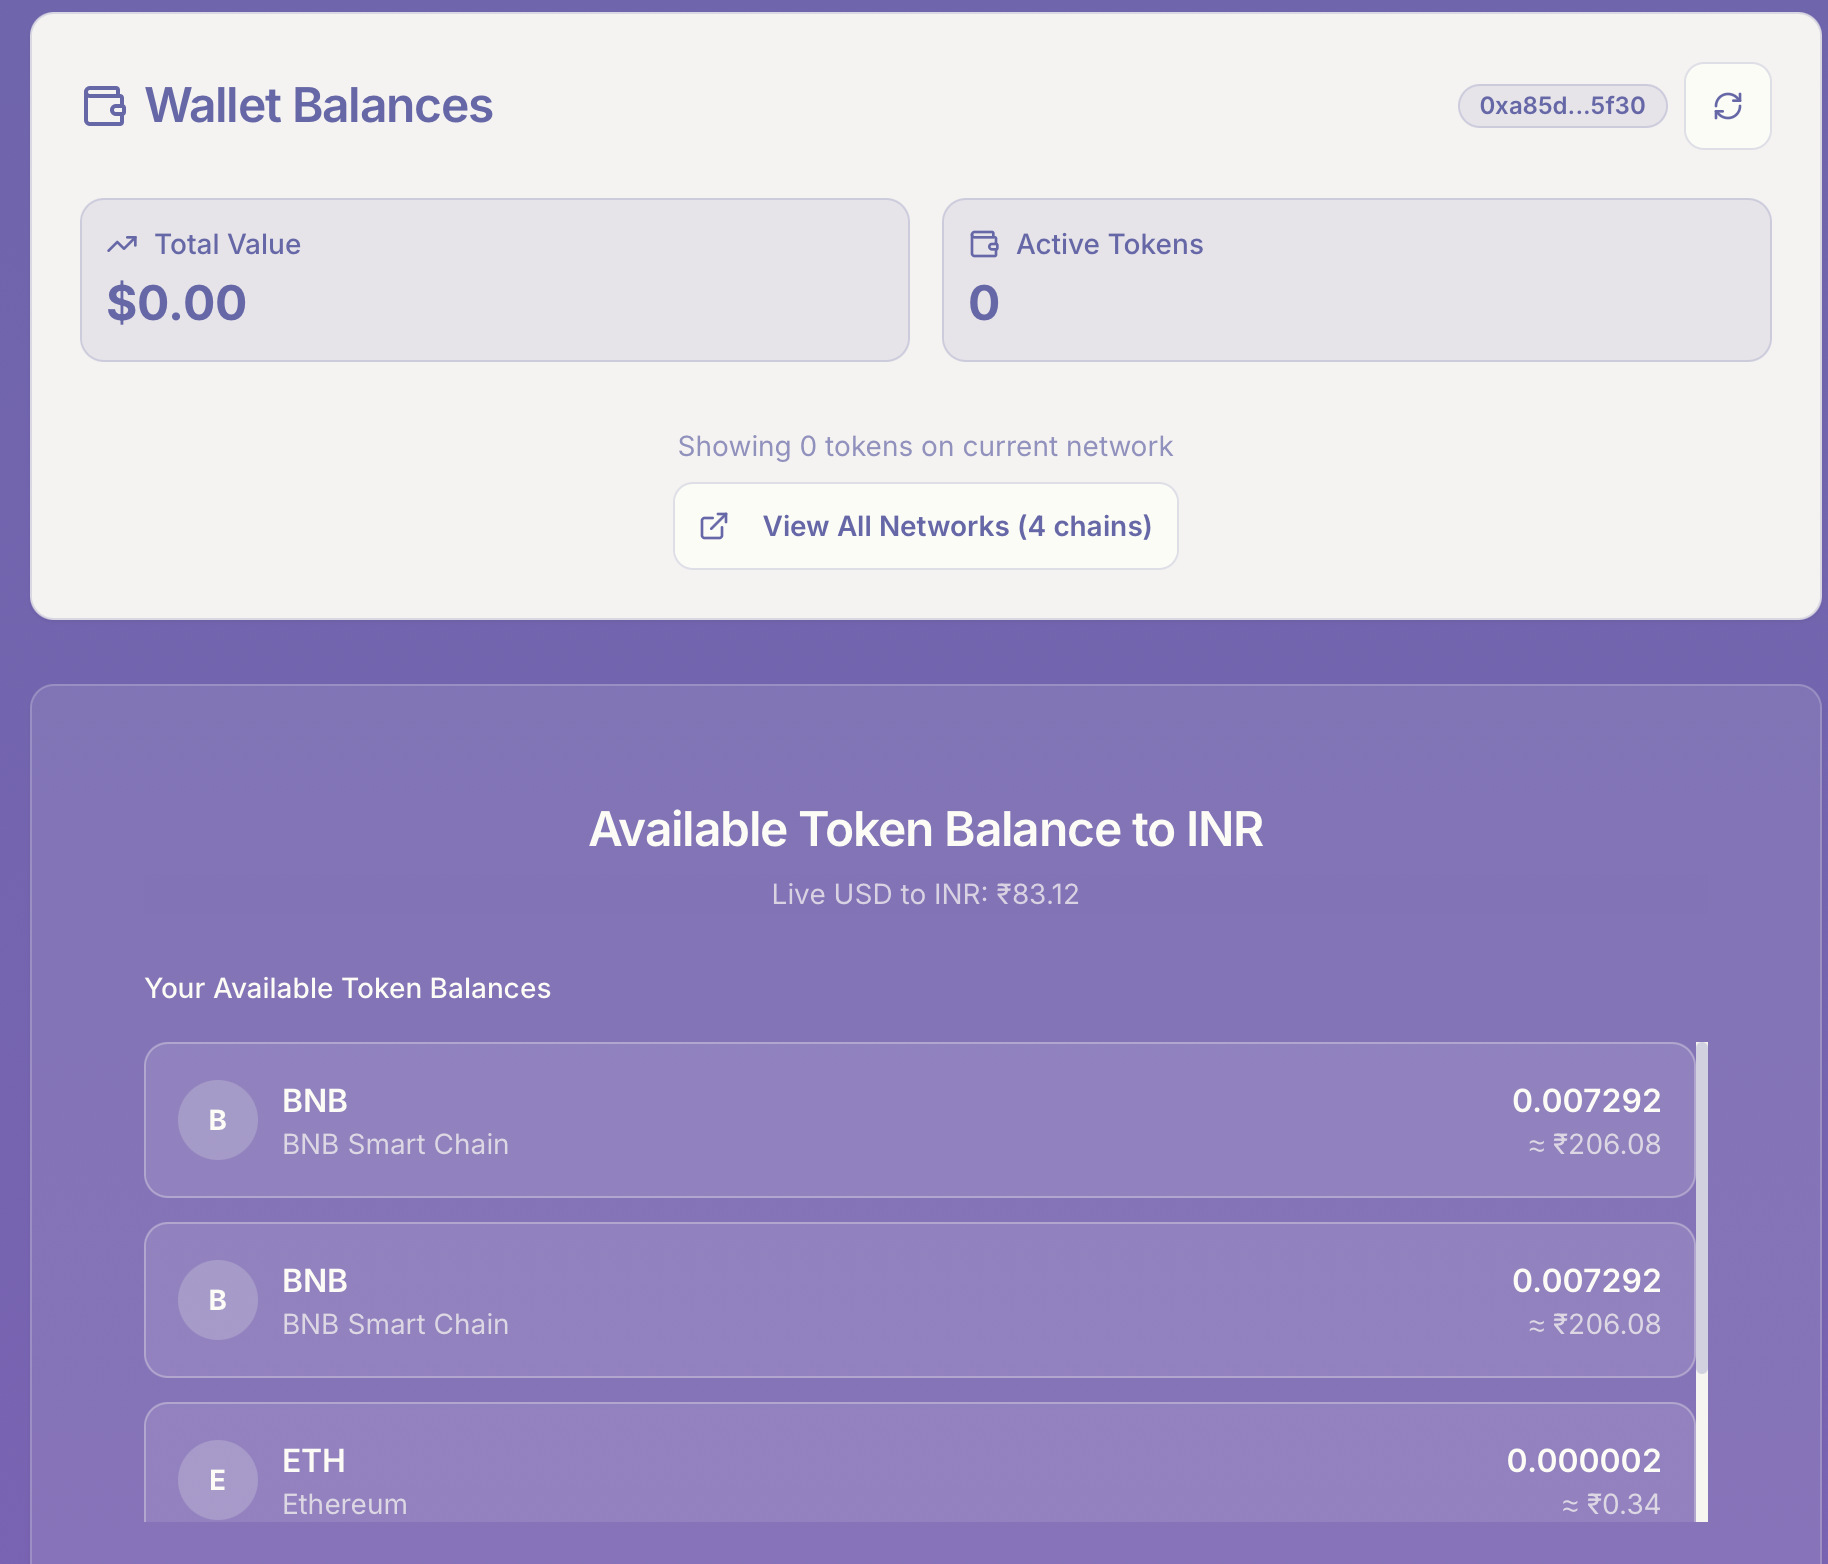 Wallet Balances
0xa85d...5f30
Total Value
$0.00
Active Tokens
0
Showing 0 tokens on current network
View All Networks (4 chains)
Available Token Balance to INR
Live USD to INR: ₹83.12
Your Available Token Balances
B
BNB
0.007292
BNB Smart Chain
≈ ₹206.08
B
BNB
0.007292
BNB Smart Chain
≈ ₹206.08
E
ETH
0.000002
Ethereum
≈ ₹0.34